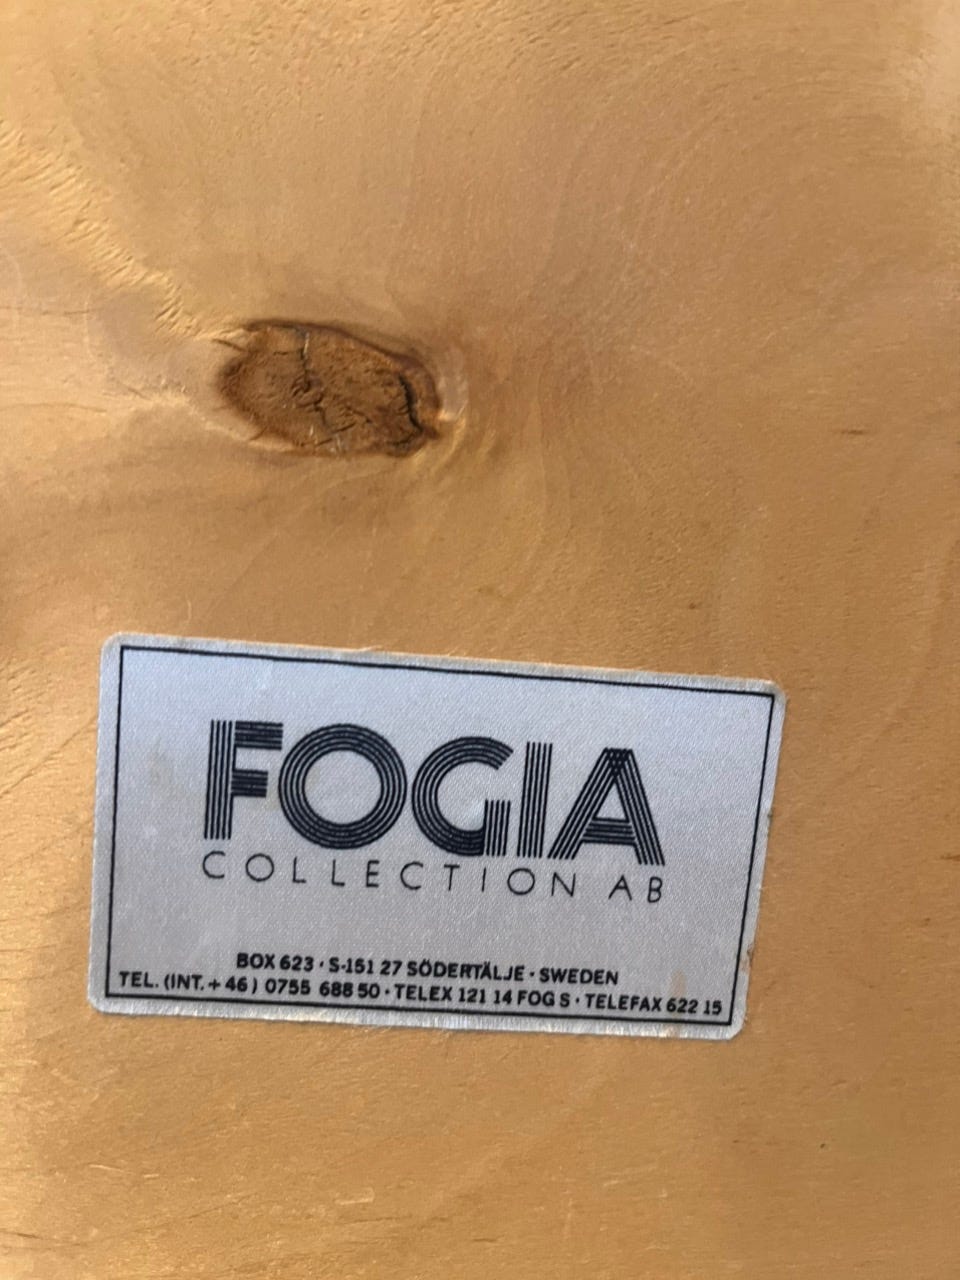 FOGIA
COLLECTION AB
BOX 623 · S-151 27 SÖDERTÄLJE · SWEDEN
TEL. (INT. + 46) 0755 688 50 · TELEX 121 14 FOG S · TELEFAX 622 15